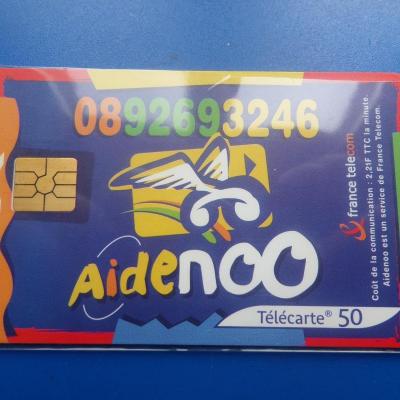 0892693246
Aidenoo
Télécarte® 50
france telecom
Coût de la communication : 2,21F TTC la minute.
Aidenoo est un service de France Telecom.